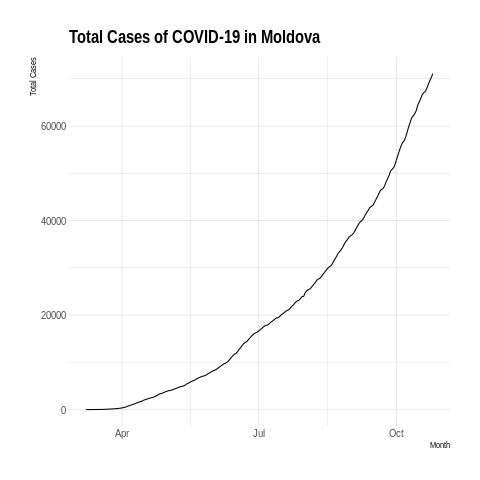 Total Cases of COVID-19 in Moldova
Total Cases
60000
40000
20000
0
Apr Jul Oct
Month